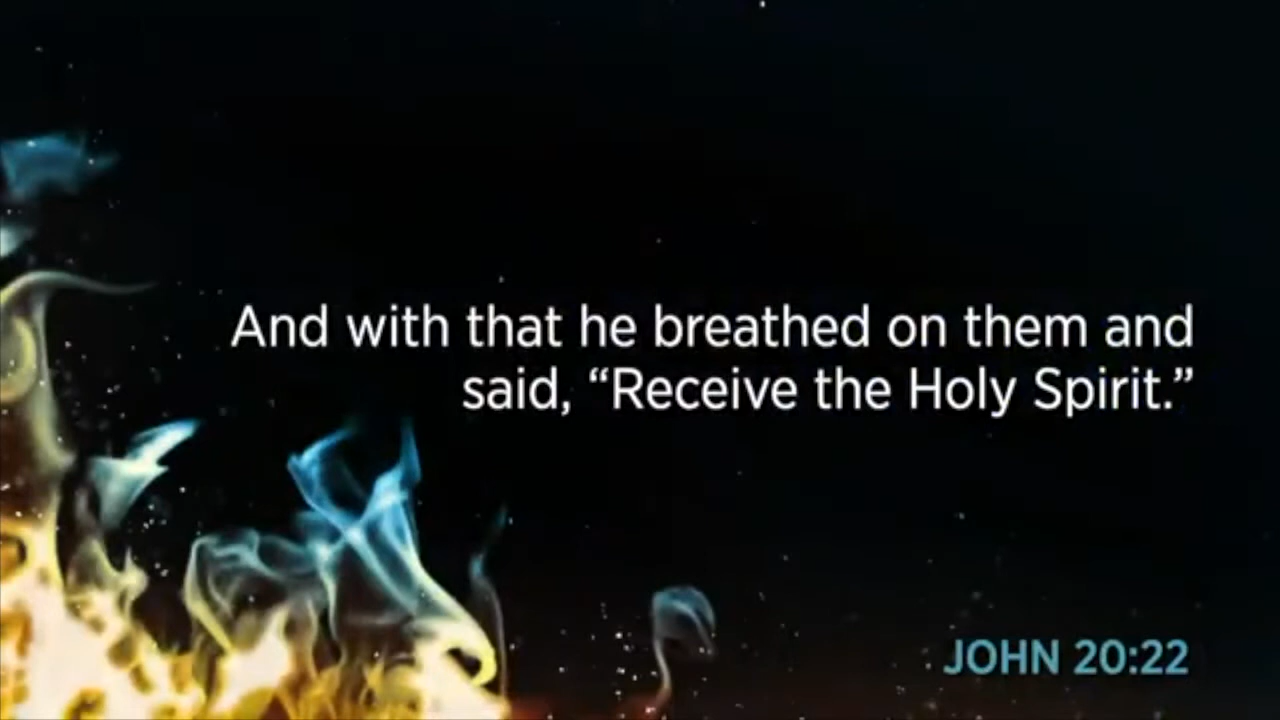 And with that he breathed on them and
said, “Receive the Holy Spirit.”
JOHN 20:22